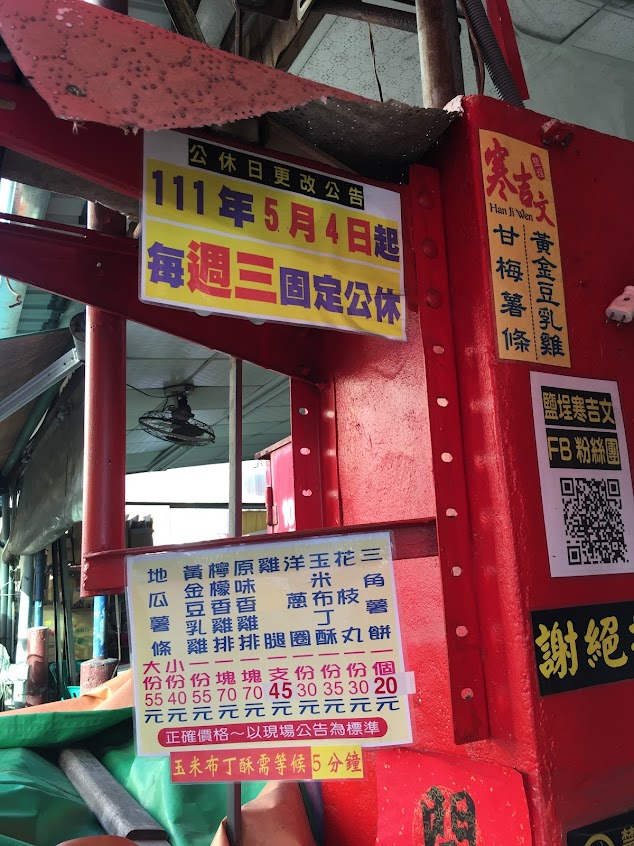 公休日更改公告
111年5月4日起
每週三固定公休
鹽埕
寒吉文
Han Ji Wen
黃金豆乳雞
甘梅薯條
鹽埕寒吉文
FB粉絲團
謝絕
三角薯餅 一個20元
花枝丸 一份30元
玉米布丁酥 一份35元
洋蔥圈 一份30元
雞腿 一支45元
原味香雞排 一塊70元
檸檬香雞排 一塊70元
黃金豆乳雞 一份55元
地瓜薯條 小份40元 大份55元
正確價格~以現場公告為標準
玉米布丁酥需等候5分鐘